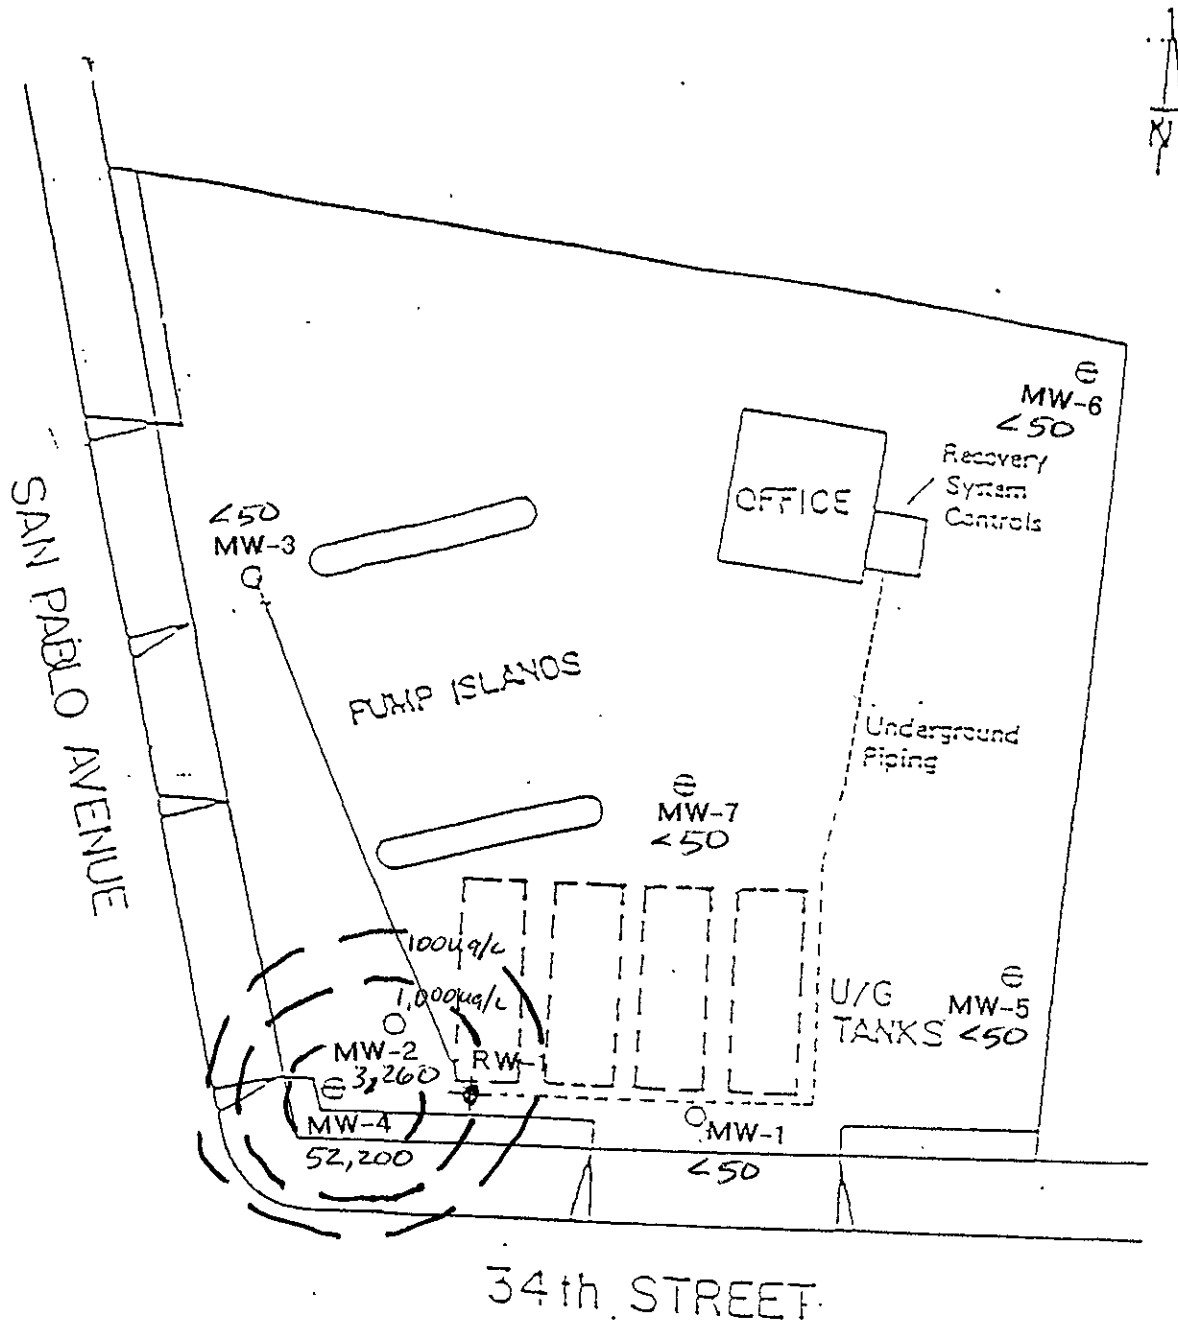 N
MW-6
<50
OFFICE
Recovery
System
Controls
<50
MW-3
SAN PABLO AVENUE
PUMP ISLANDS
Underground
Piping
MW-7
<50
100ug/L
1,000ug/L
U/G
TANKS
MW-5
<50
MW-2
3,260
RW-1
MW-4
52,200
MW-1
<50
34th STREET